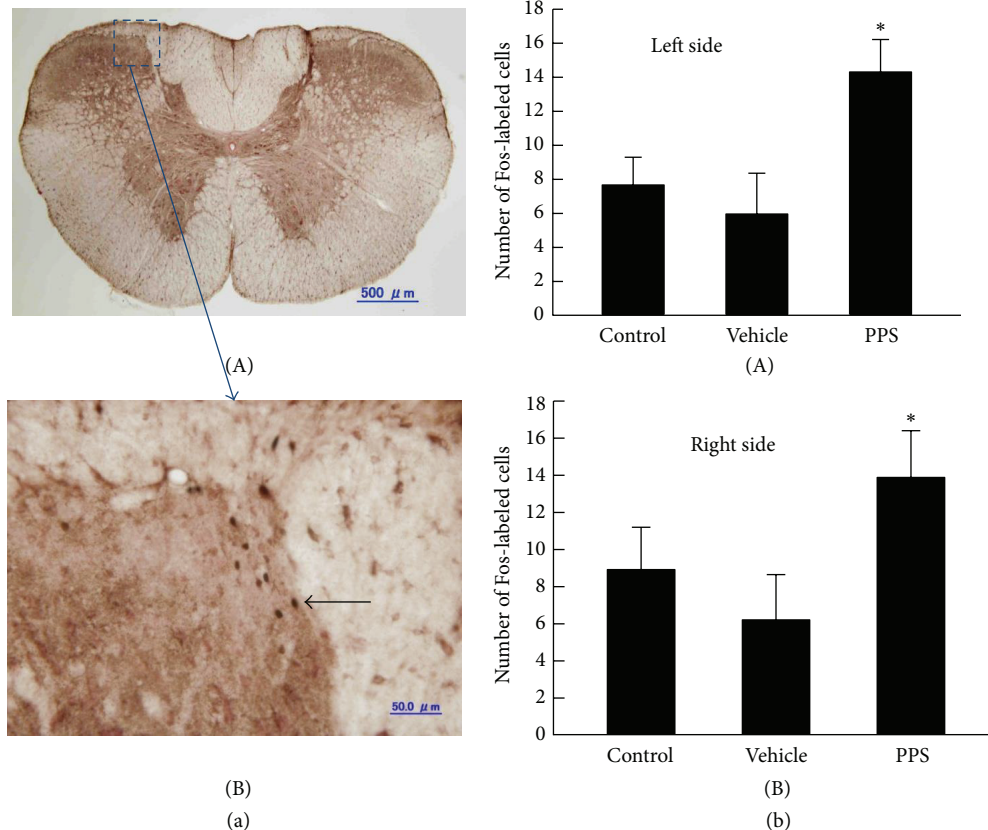 500 μm
(A)
50.0 μm
(B)
(a)
18
16
14
12
10
8
6
4
2
0
Number of Fos-labeled cells
Left side
*
Control Vehicle PPS
(A)
18
16
14
12
10
8
6
4
2
0
Number of Fos-labeled cells
Right side
*
Control Vehicle PPS
(B)
(b)